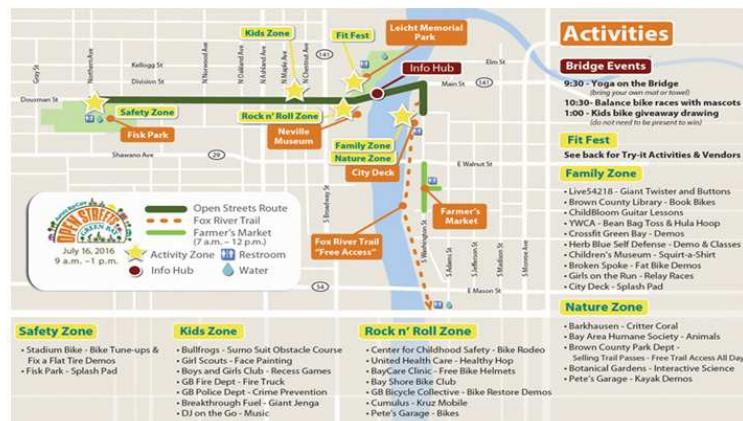 Kids Zone
Fit Fest
Leicht Memorial
Park
Info Hub
141
141
Elm St
Main St
Gray St
Northern Ave
N Norwood Ave
N Oakland Ave
N Ashland Ave
N Maple Ave
N Chestnut Ave
Kellogg St
Division St
Dousman St
Safety Zone
Fisk Park
Rock n' Roll Zone
Neville
Museum
Shawano Ave
29
Family Zone
Nature Zone
City Deck
E Walnut St
Farmer's
Market
S Broadway St
Fox River Trail
"Free Access"
S Washington St
S Adams St
S Jefferson St
S Madison St
S Monroe Ave
54
E Mason St
OPEN STREETS
GREEN BAY
July 16, 2016
9 a.m. –1 p.m.
Open Streets Route
Fox River Trail
Farmer's Market
(7 a.m. – 12 p.m.)
Activity Zone
Restroom
Info Hub
Water
Activities
Bridge Events
9:30 - Yoga on the Bridge
(bring your own mat or towel)
10:30- Balance bike races with mascots
1:00 - Kids bike giveaway drawing
(do not need to be present to win)
Fit Fest
See back for Try-it Activities & Vendors
Family Zone
• Live54218 - Giant Twister and Buttons
• Brown County Library - Book Bikes
• ChildBloom Guitar Lessons
• YWCA - Bean Bag Toss & Hula Hoop
• Crossfit Green Bay - Demos
• Herb Blue Self Defense - Demo & Classes
• Children's Museum - Squirt-a-Shirt
• Broken Spoke - Fat Bike Demos
• Girls on the Run - Relay Races
• City Deck - Splash Pad
Nature Zone
• Barkhausen - Critter Coral
• Bay Area Humane Society - Animals
• Brown County Park Dept -
Selling Trail Passes - Free Trail Access All Day
• Botanical Gardens - Interactive Science
• Pete's Garage - Kayak Demos
Safety Zone
• Stadium Bike - Bike Tune-ups &
Fix a Flat Tire Demos
• Fisk Park - Splash Pad
Kids Zone
• Bullfrogs - Sumo Suit Obstacle Course
• Girl Scouts - Face Painting
• Boys and Girls Club - Recess Games
• GB Fire Dept - Fire Truck
• GB Police Dept - Crime Prevention
• Breakthrough Fuel - Giant Jenga
• DJ on the Go - Music
Rock n' Roll Zone
• Center for Childhood Safety - Bike Rodeo
• United Health Care - Healthy Hop
• BayCare Clinic - Free Bike Helmets
• Bay Shore Bike Club
• GB Bicycle Collective - Bike Restore Demos
• Cumulus - Kruz Mobile
• Pete's Garage - Bikes